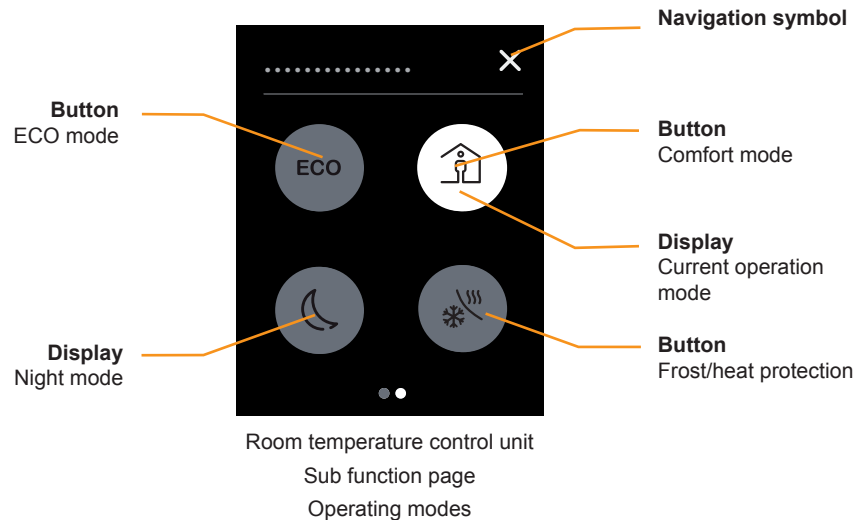 Navigation symbol
Button
ECO mode
ECO
Button
Comfort mode
Display
Current operation
mode
Display
Night mode
Button
Frost/heat protection
Room temperature control unit
Sub function page
Operating modes